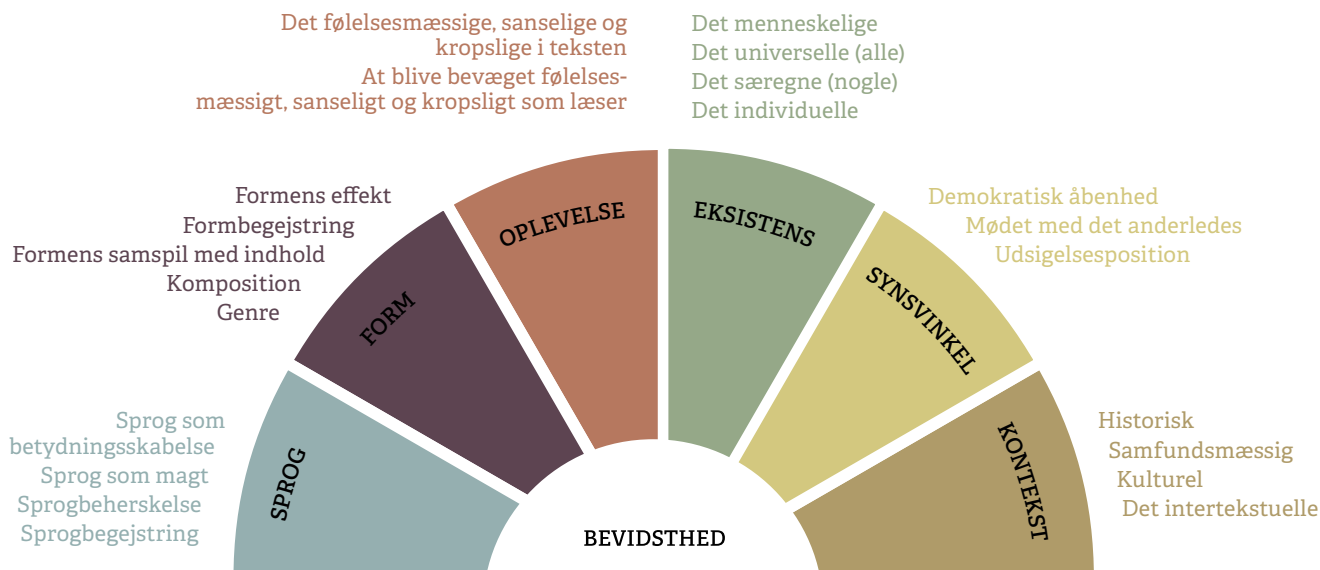 Det følelsesmæssige, sanselige og
kropslige i teksten
At blive bevæget følelses-
mæssigt, sanseligt og kropsligt som læser
Det menneskelige
Det universelle (alle)
Det særegne (nogle)
Det individuelle
Formens effekt
Formbegejstring
Formens samspil med indhold
Komposition
Genre
Demokratisk åbenhed
Mødet med det anderledes
Udsigelsesposition
Sprog som
betydningsskabelse
Sprog som magt
Sprogbeherskelse
Sprogbegejstring
Historisk
Samfundsmæssig
Kulturel
Det intertekstuelle
SPROG
FORM
OPLEVELSE
EKSISTENS
SYNSVINKEL
KONTEKST
BEVIDSTHED